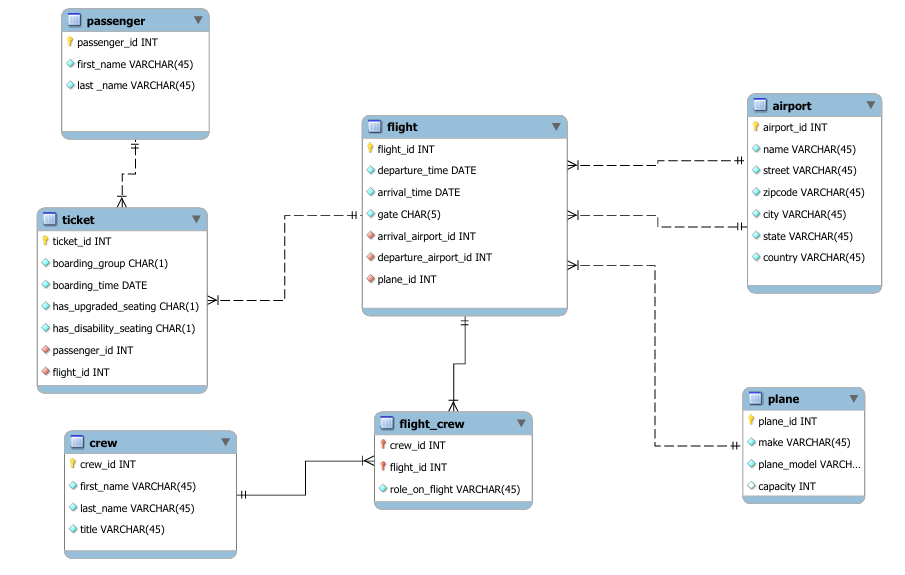 passenger
passenger_id INT
first_name VARCHAR(45)
last _name VARCHAR(45)
ticket
ticket_id INT
boarding_group CHAR(1)
boarding_time DATE
has_upgraded_seating CHAR(1)
has_disability_seating CHAR(1)
passenger_id INT
flight_id INT
flight
flight_id INT
departure_time DATE
arrival_time DATE
gate CHAR(5)
arrival_airport_id INT
departure_airport_id INT
plane_id INT
airport
airport_id INT
name VARCHAR(45)
street VARCHAR(45)
zipcode VARCHAR(45)
city VARCHAR(45)
state VARCHAR(45)
country VARCHAR(45)
crew
crew_id INT
first_name VARCHAR(45)
last_name VARCHAR(45)
title VARCHAR(45)
flight_crew
crew_id INT
flight_id INT
role_on_flight VARCHAR(45)
plane
plane_id INT
make VARCHAR(45)
plane_model VARCH...
capacity INT